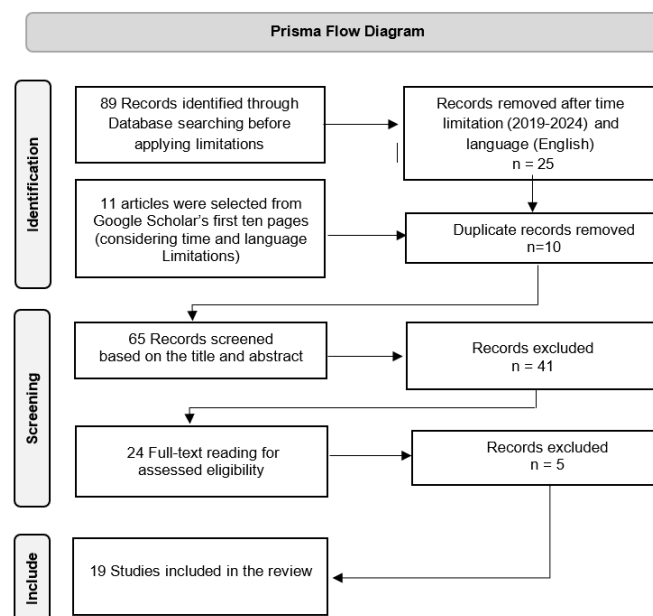 Prisma Flow Diagram
Identification
89 Records identified through
Database searching before
applying limitations
Records removed after time
limitation (2019-2024) and
language (English)
n = 25
11 articles were selected from
Google Scholar's first ten pages
(considering time and language
Limitations)
Duplicate records removed
n=10
Screening
65 Records screened
based on the title and abstract
Records excluded
n = 41
24 Full-text reading for
assessed eligibility
Records excluded
n = 5
Include
19 Studies included in the review